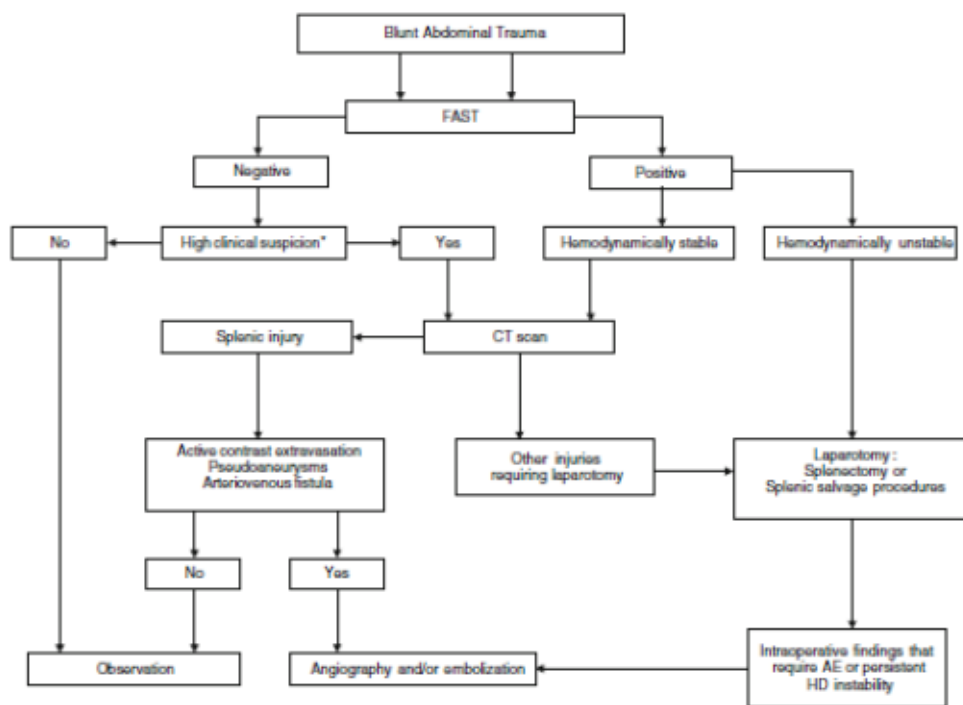 Blunt Abdominal Trauma
FAST
Negative
Positive
No
High clinical suspicion*
Yes
Hemodynamically stable
Hemodynamically unstable
Splenic injury
CT scan
Active contrast extravasation
Pseudoaneurysms
Arteriovenous fistula
Other injuries
requiring laparotomy
Laparotomy :
Splenectomy or
Splenic salvage procedures
No
Yes
Observation
Angiography and/or embolization
Intraoperative findings that
require AE or persistent
HD instability